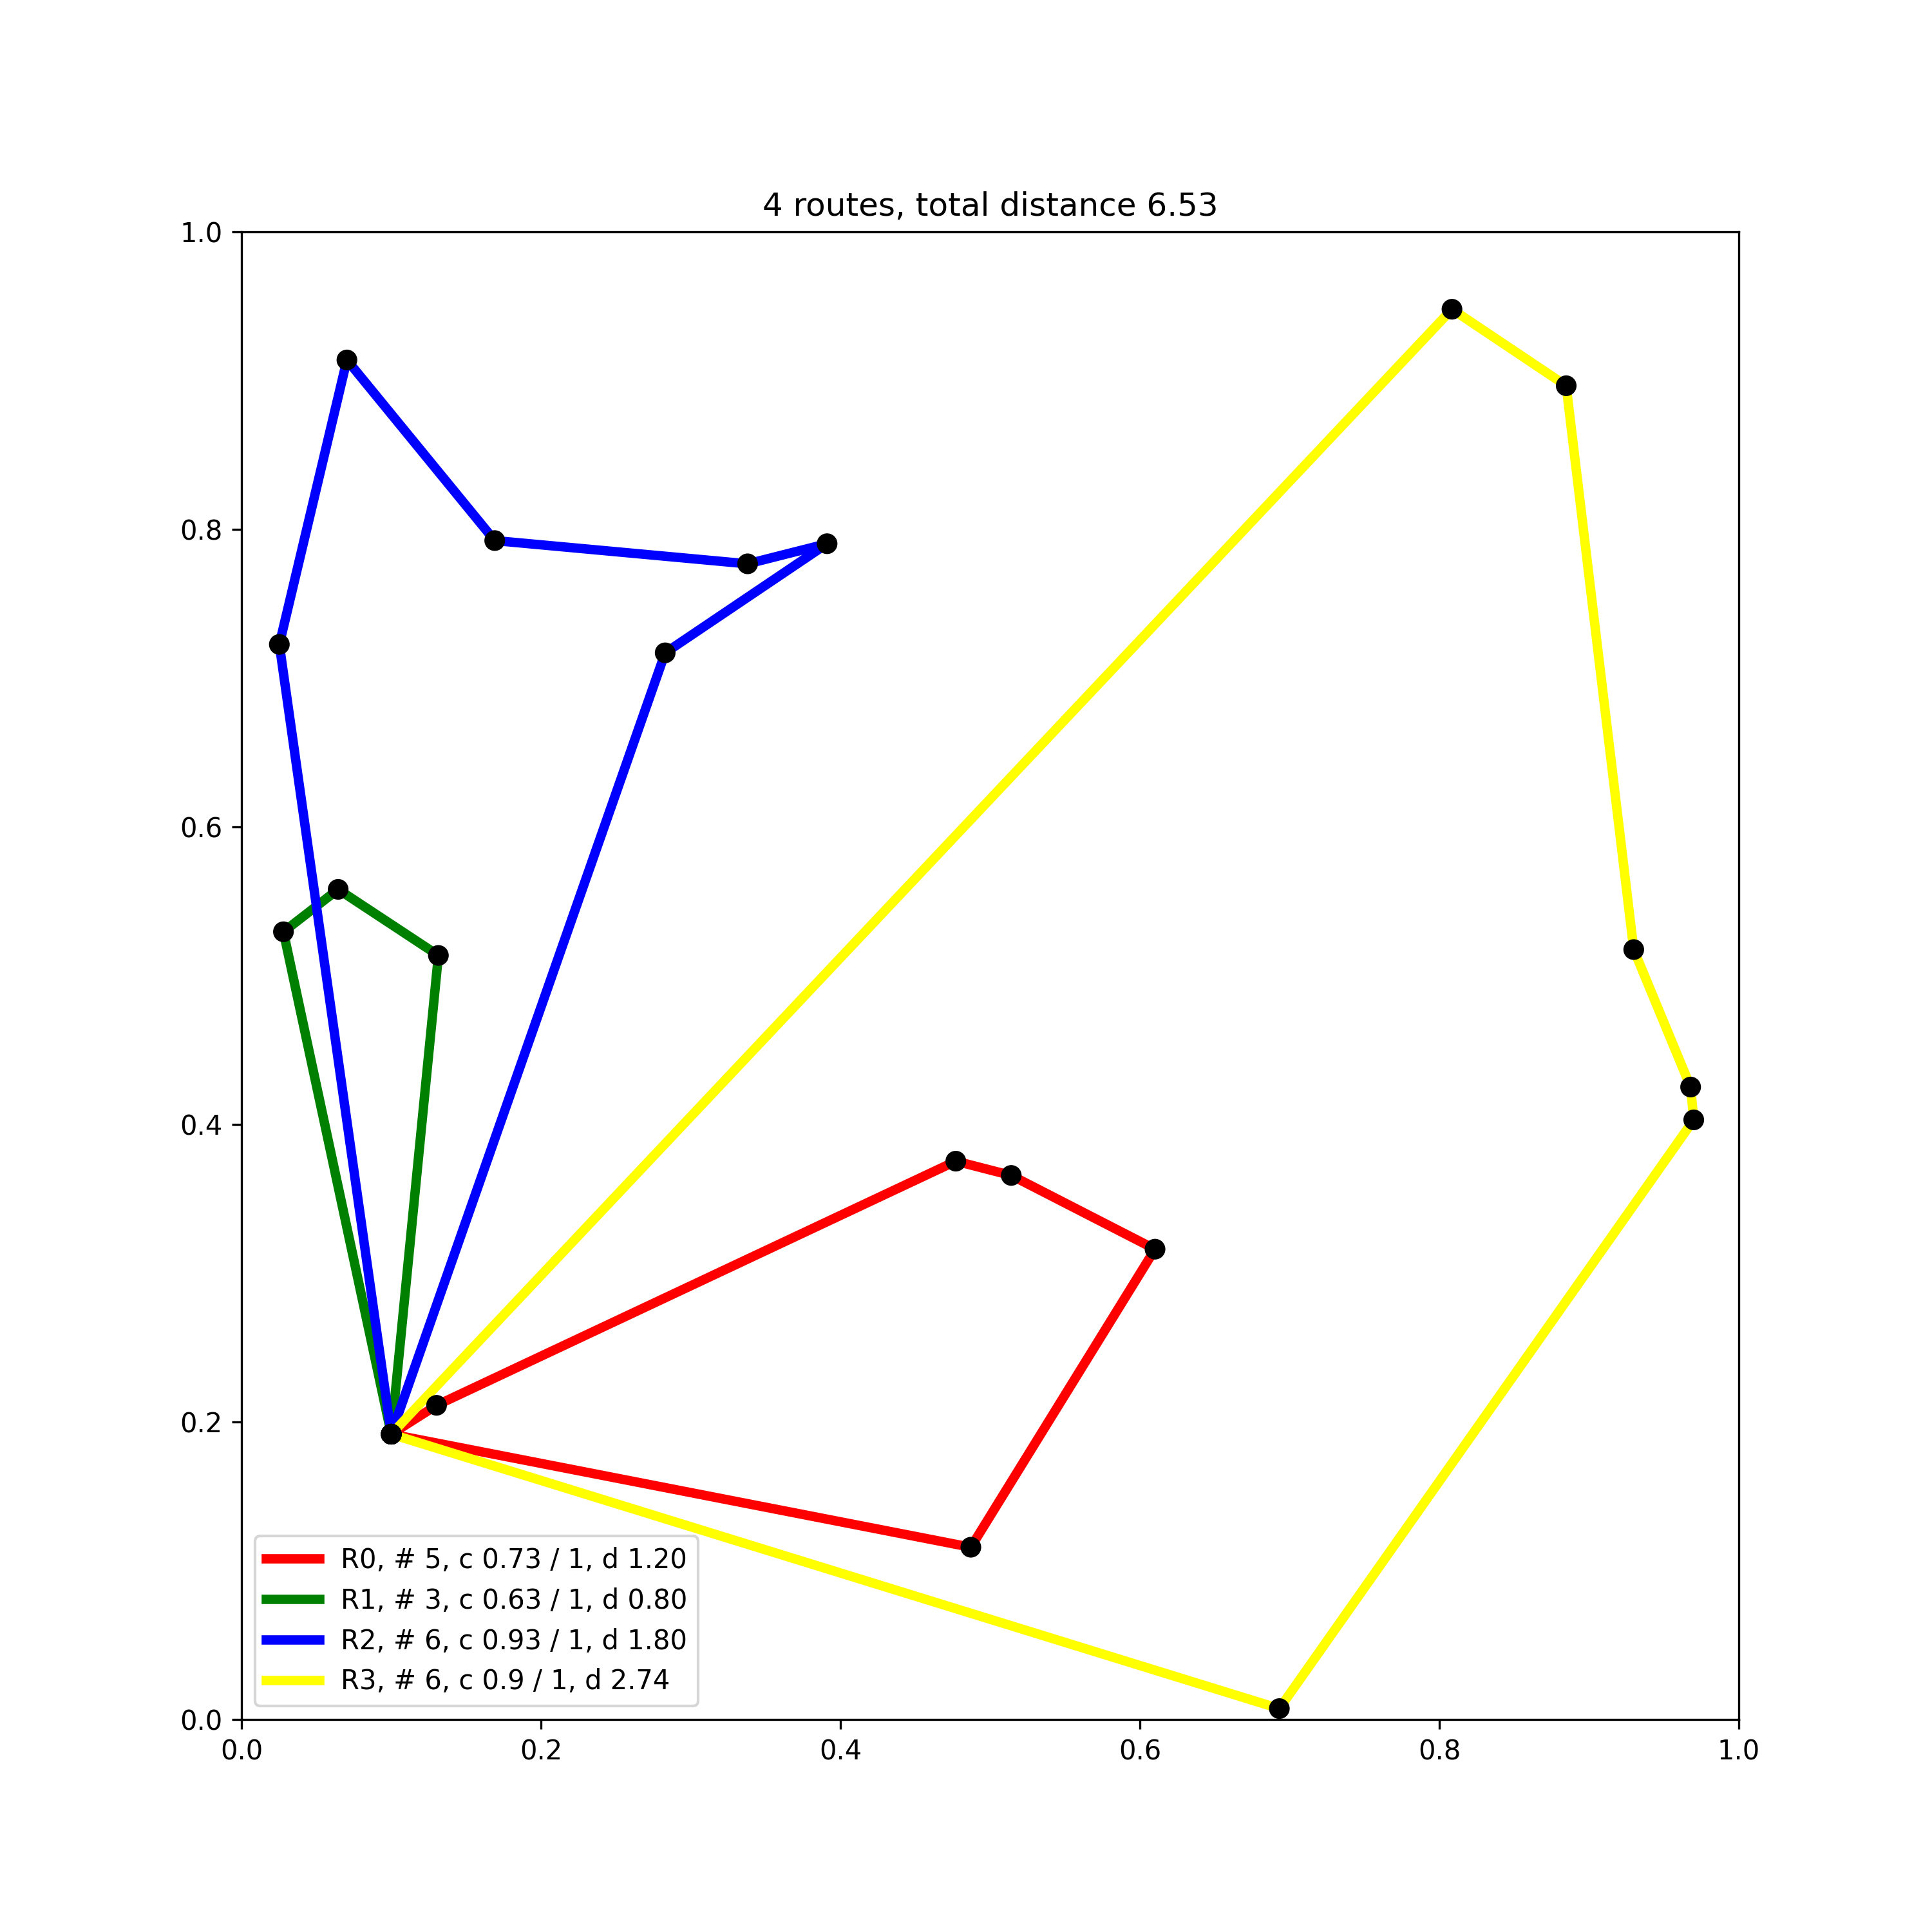 4 routes, total distance 6.53
1.0
0.8
0.6
0.4
0.2
0.0
R0, # 5, c 0.73 / 1, d 1.20
R1, # 3, c 0.63 / 1, d 0.80
R2, # 6, c 0.93 / 1, d 1.80
R3, # 6, c 0.9 / 1, d 2.74
0.0 0.2 0.4 0.6 0.8 1.0